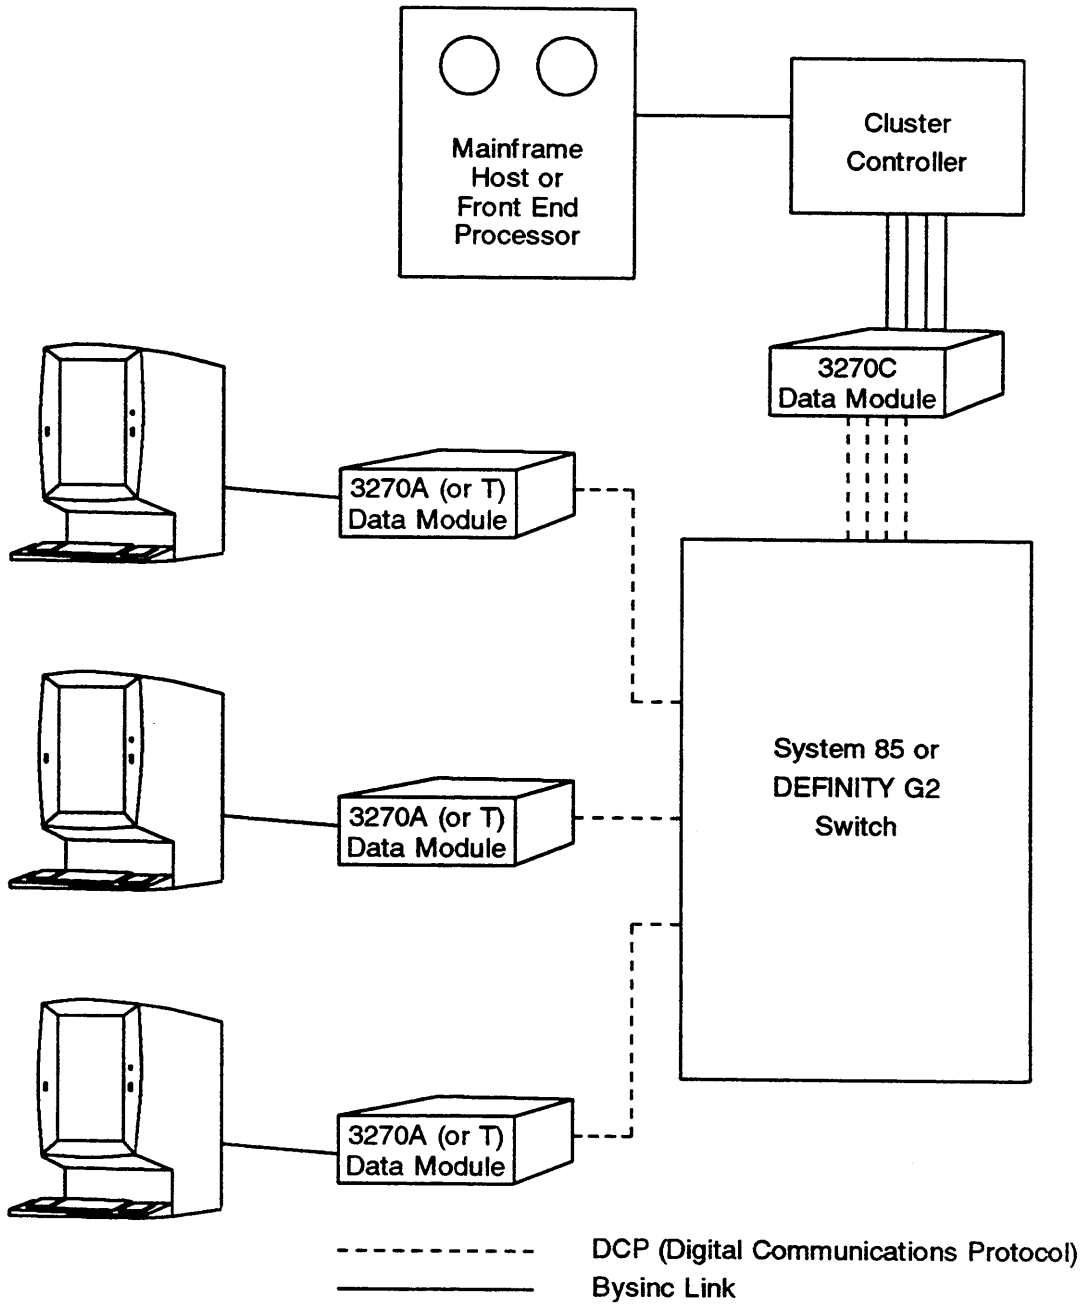 Mainframe
Host or
Front End
Processor
Cluster
Controller
3270C
Data Module
3270A (or T)
Data Module
System 85 or
DEFINITY G2
Switch
3270A (or T)
Data Module
3270A (or T)
Data Module
DCP (Digital Communications Protocol)
Bysinc Link